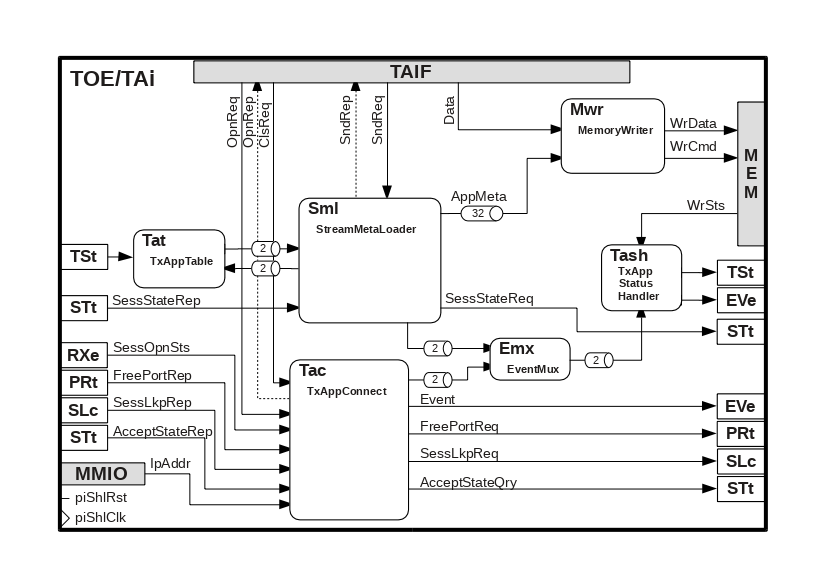 TOE/TAi
TAIF
OpnReq
OpnRep
ClsReq
SndRep
SndReq
Data
Mwr
MemoryWriter
WrData
WrCmd
MEM
WrSts
AppMeta
32
Sml
StreamMetaLoader
Tat
TxAppTable
2
2
TSt
STt
SessStateRep
SessStateReq
Tash
TxApp
Status
Handler
TSt
EVe
STt
RXe
SessOpnSts
PRt
FreePortRep
SLc
SessLkpRep
STt
AcceptStateRep
MMIO
IpAddr
piShlRst
piShlClk
Tac
TxAppConnect
2
2
Emx
EventMux
2
Event
EVe
FreePortReq
PRt
SessLkpReq
SLc
AcceptStateQry
STt